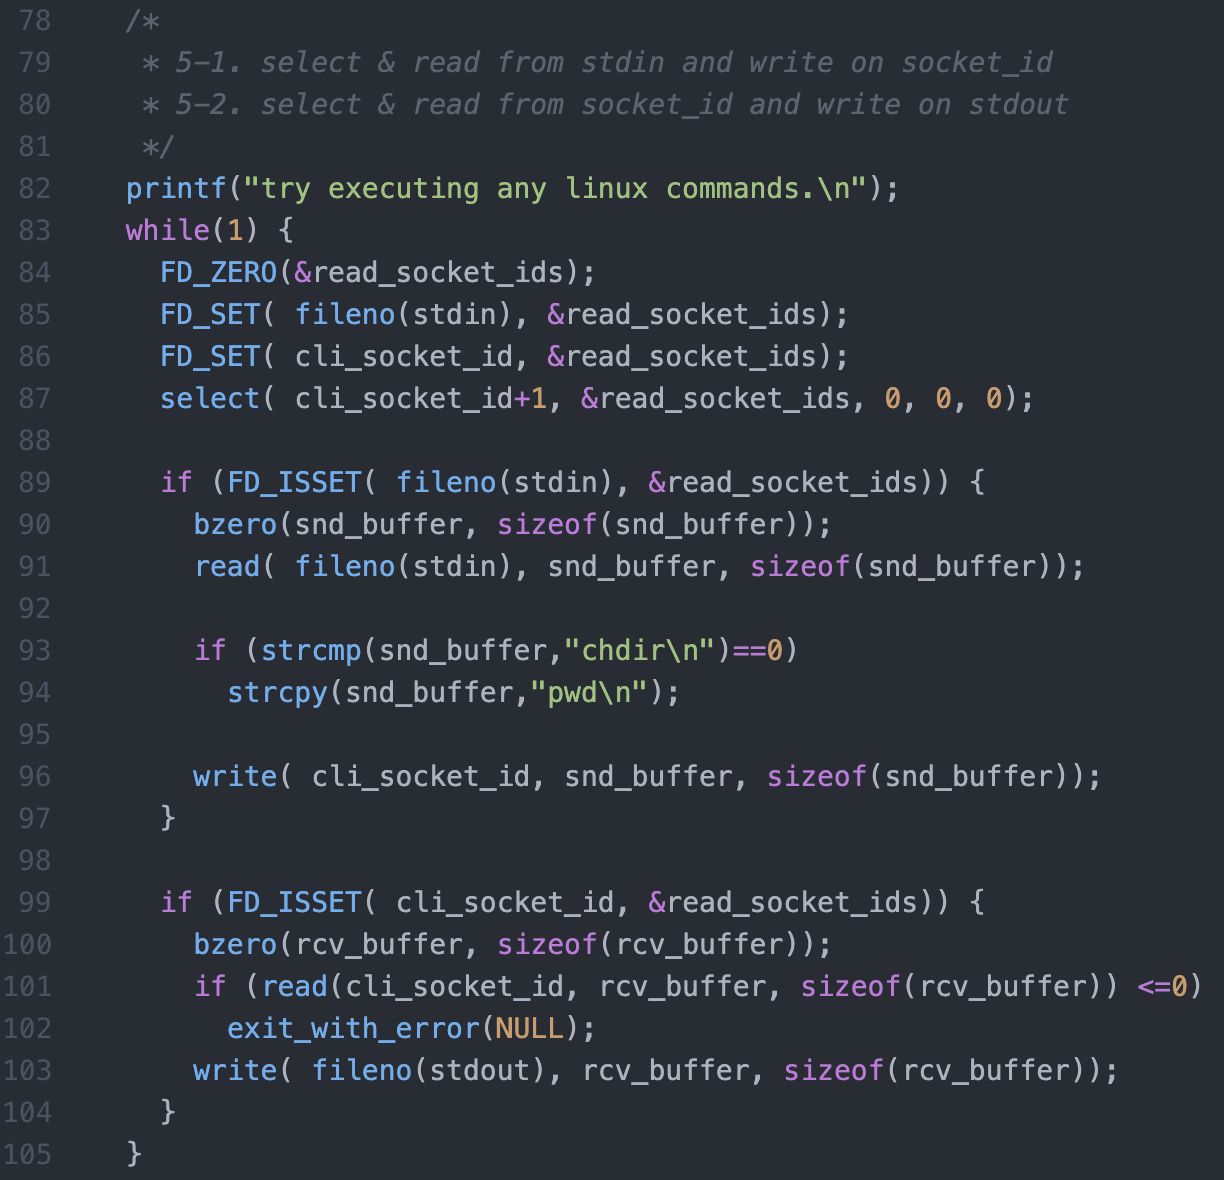 78 /*
79 * 5-1. select & read from stdin and write on socket_id
80 * 5-2. select & read from socket_id and write on stdout
81 */
82 printf("try executing any linux commands.\n");
83 while(1) {
84 FD_ZERO(&read_socket_ids);
85 FD_SET( fileno(stdin), &read_socket_ids);
86 FD_SET( cli_socket_id, &read_socket_ids);
87 select( cli_socket_id+1, &read_socket_ids, 0, 0, 0);
88
89 if (FD_ISSET( fileno(stdin), &read_socket_ids)) {
90 bzero(snd_buffer, sizeof(snd_buffer));
91 read( fileno(stdin), snd_buffer, sizeof(snd_buffer));
92
93 if (strcmp(snd_buffer,"chdir\n")==0)
94 strcpy(snd_buffer,"pwd\n");
95
96 write( cli_socket_id, snd_buffer, sizeof(snd_buffer));
97 }
98
99 if (FD_ISSET( cli_socket_id, &read_socket_ids)) {
100 bzero(rcv_buffer, sizeof(rcv_buffer));
101 if (read(cli_socket_id, rcv_buffer, sizeof(rcv_buffer)) <=0)
102 exit_with_error(NULL);
103 write( fileno(stdout), rcv_buffer, sizeof(rcv_buffer));
104 }
105 }